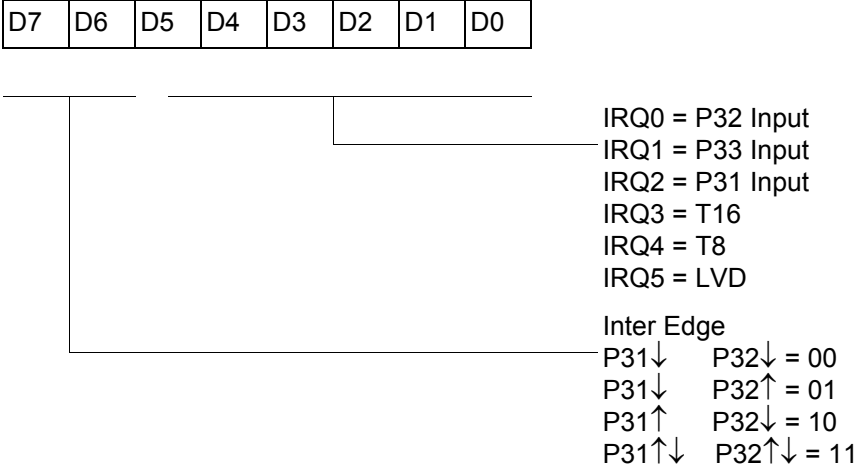 D7 D6 D5 D4 D3 D2 D1 D0
IRQ0 = P32 Input
IRQ1 = P33 Input
IRQ2 = P31 Input
IRQ3 = T16
IRQ4 = T8
IRQ5 = LVD
Inter Edge
P31↓ P32↓ = 00
P31↓ P32↑ = 01
P31↑ P32↓ = 10
P31↑↓ P32↑↓ = 11